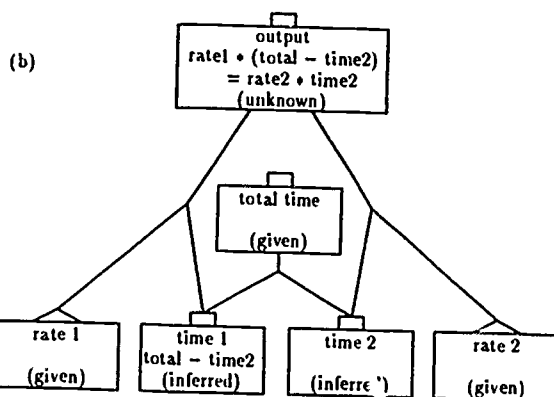 (b)
output
rate1 * (total - time2)
= rate2 * time2
(unknown)
total time
(given)
rate 1
(given)
time 1
total - time2
(inferred)
time 2
(inferre')
rate 2
(given)